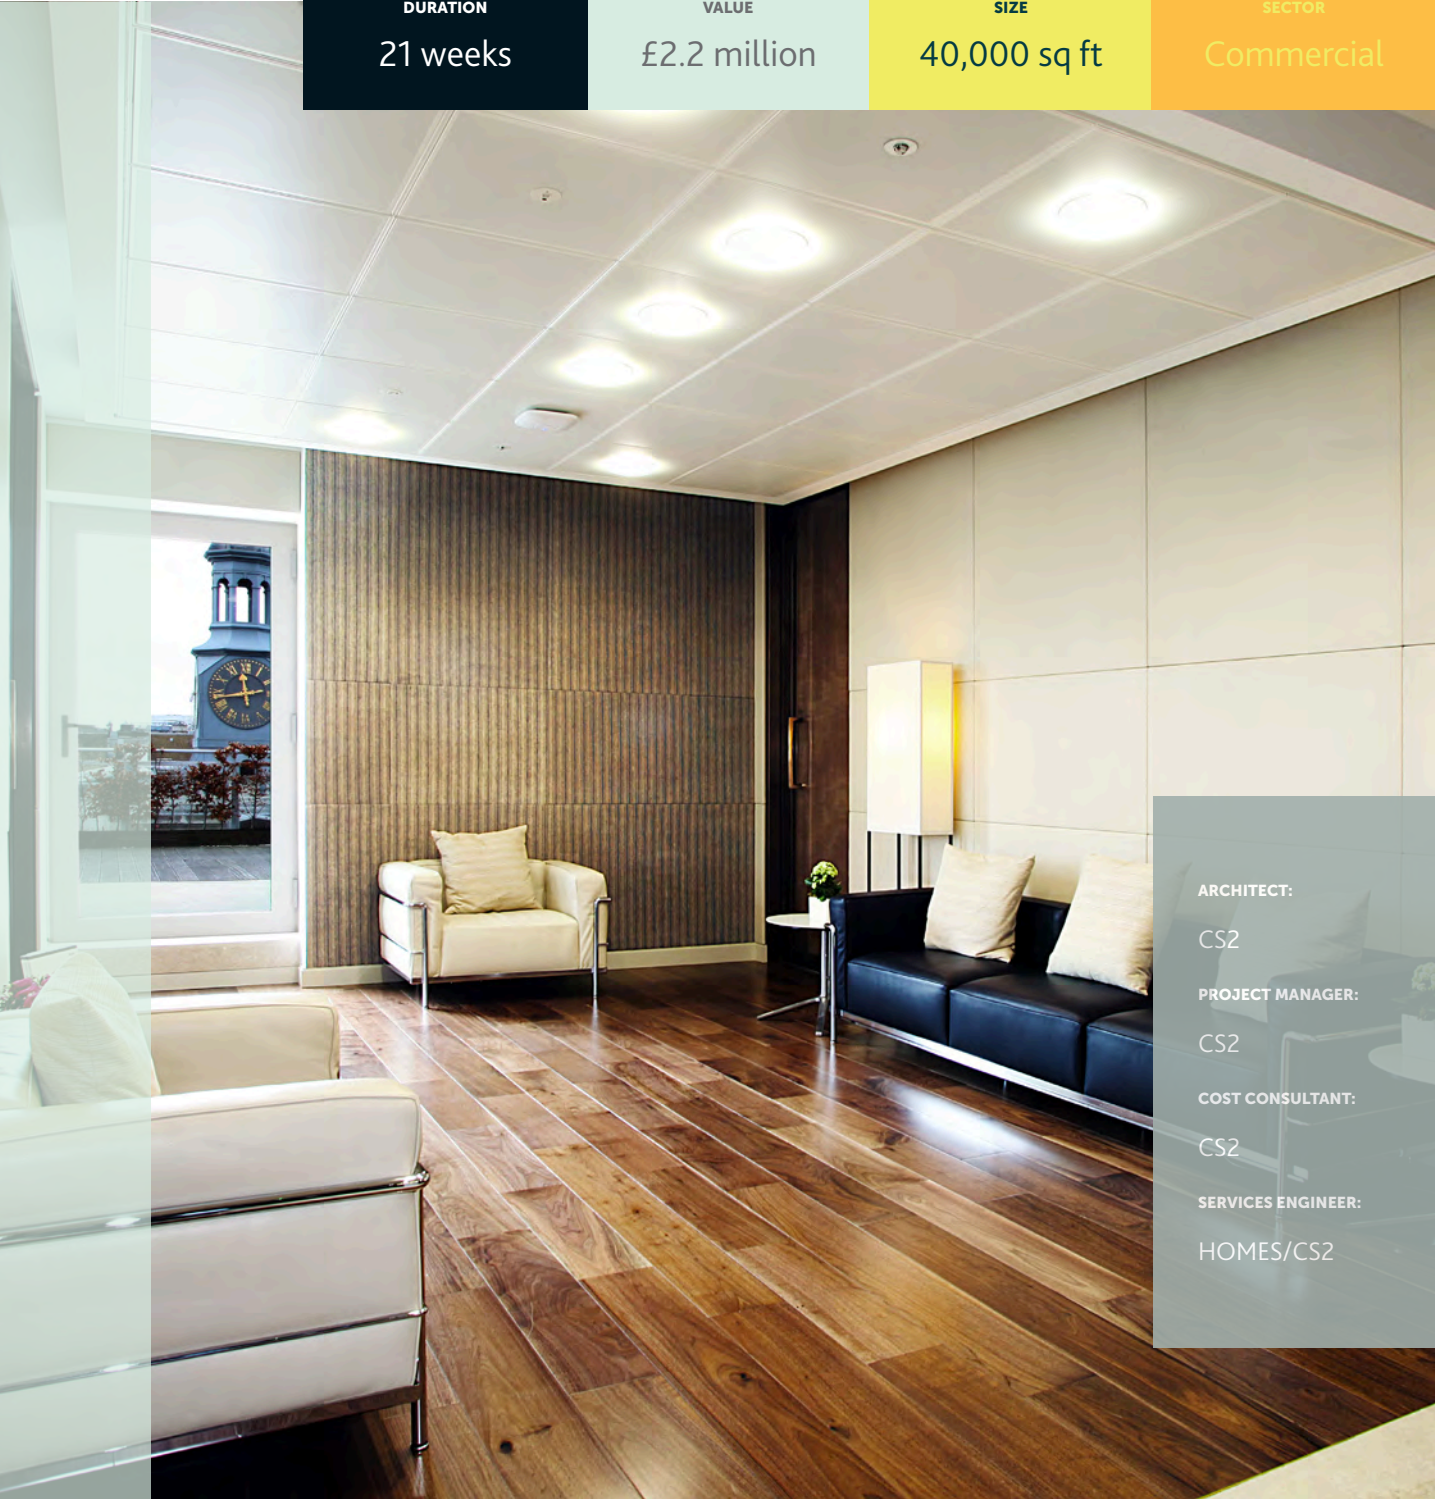 DURATION
21 weeks
VALUE
£2.2 million
SIZE
40,000 sq ft
SECTOR
Commercial
ARCHITECT:
CS2
PROJECT MANAGER:
CS2
COST CONSULTANT:
CS2
SERVICES ENGINEER:
HOMES/CS2